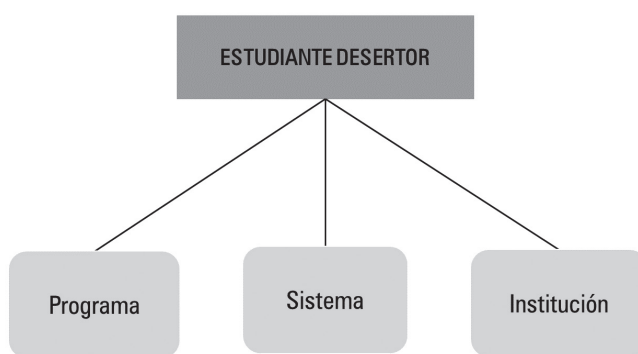 ESTUDIANTE DESERTOR
Programa
Sistema
Institución